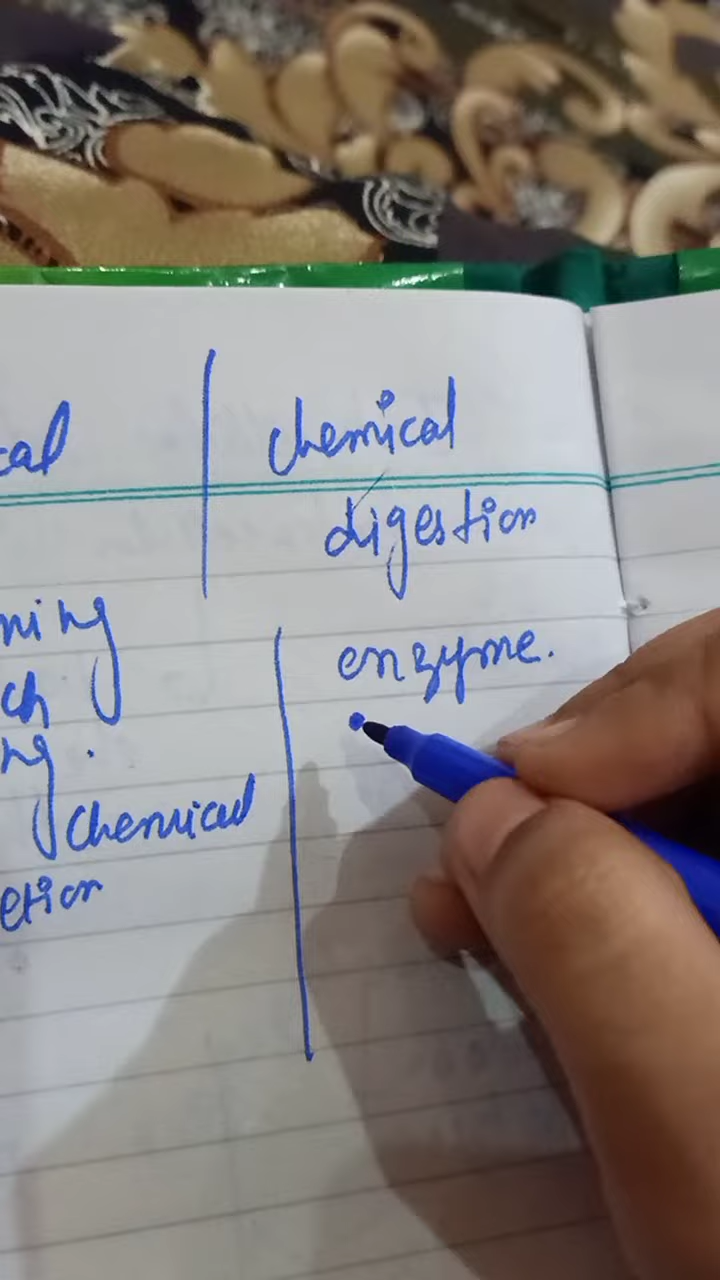 cal | chemical
digestion
ning | enzyme.
ch
ng.
chemical
etion